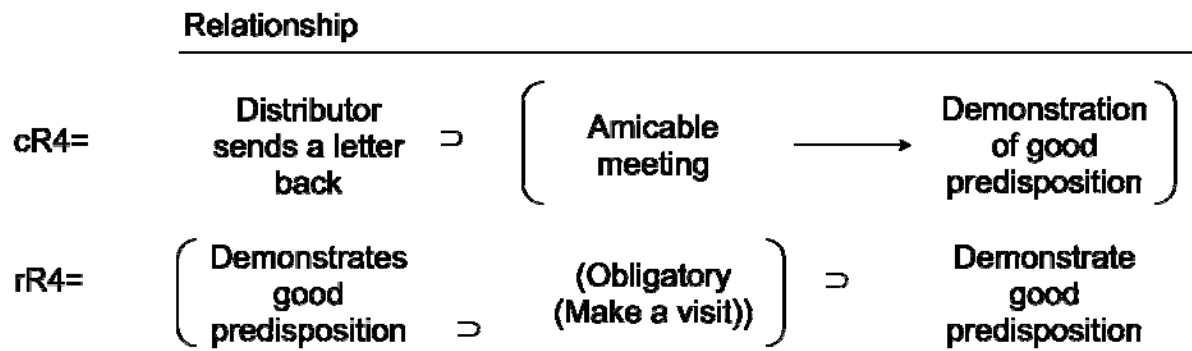 Relationship
cR4= Distributor sends a letter back ⊃ ( Amicable meeting ⟶ Demonstration of good predisposition )
rR4= ( Demonstrates good predisposition ⊃ (Obligatory (Make a visit)) ) ⊃ Demonstrate good predisposition